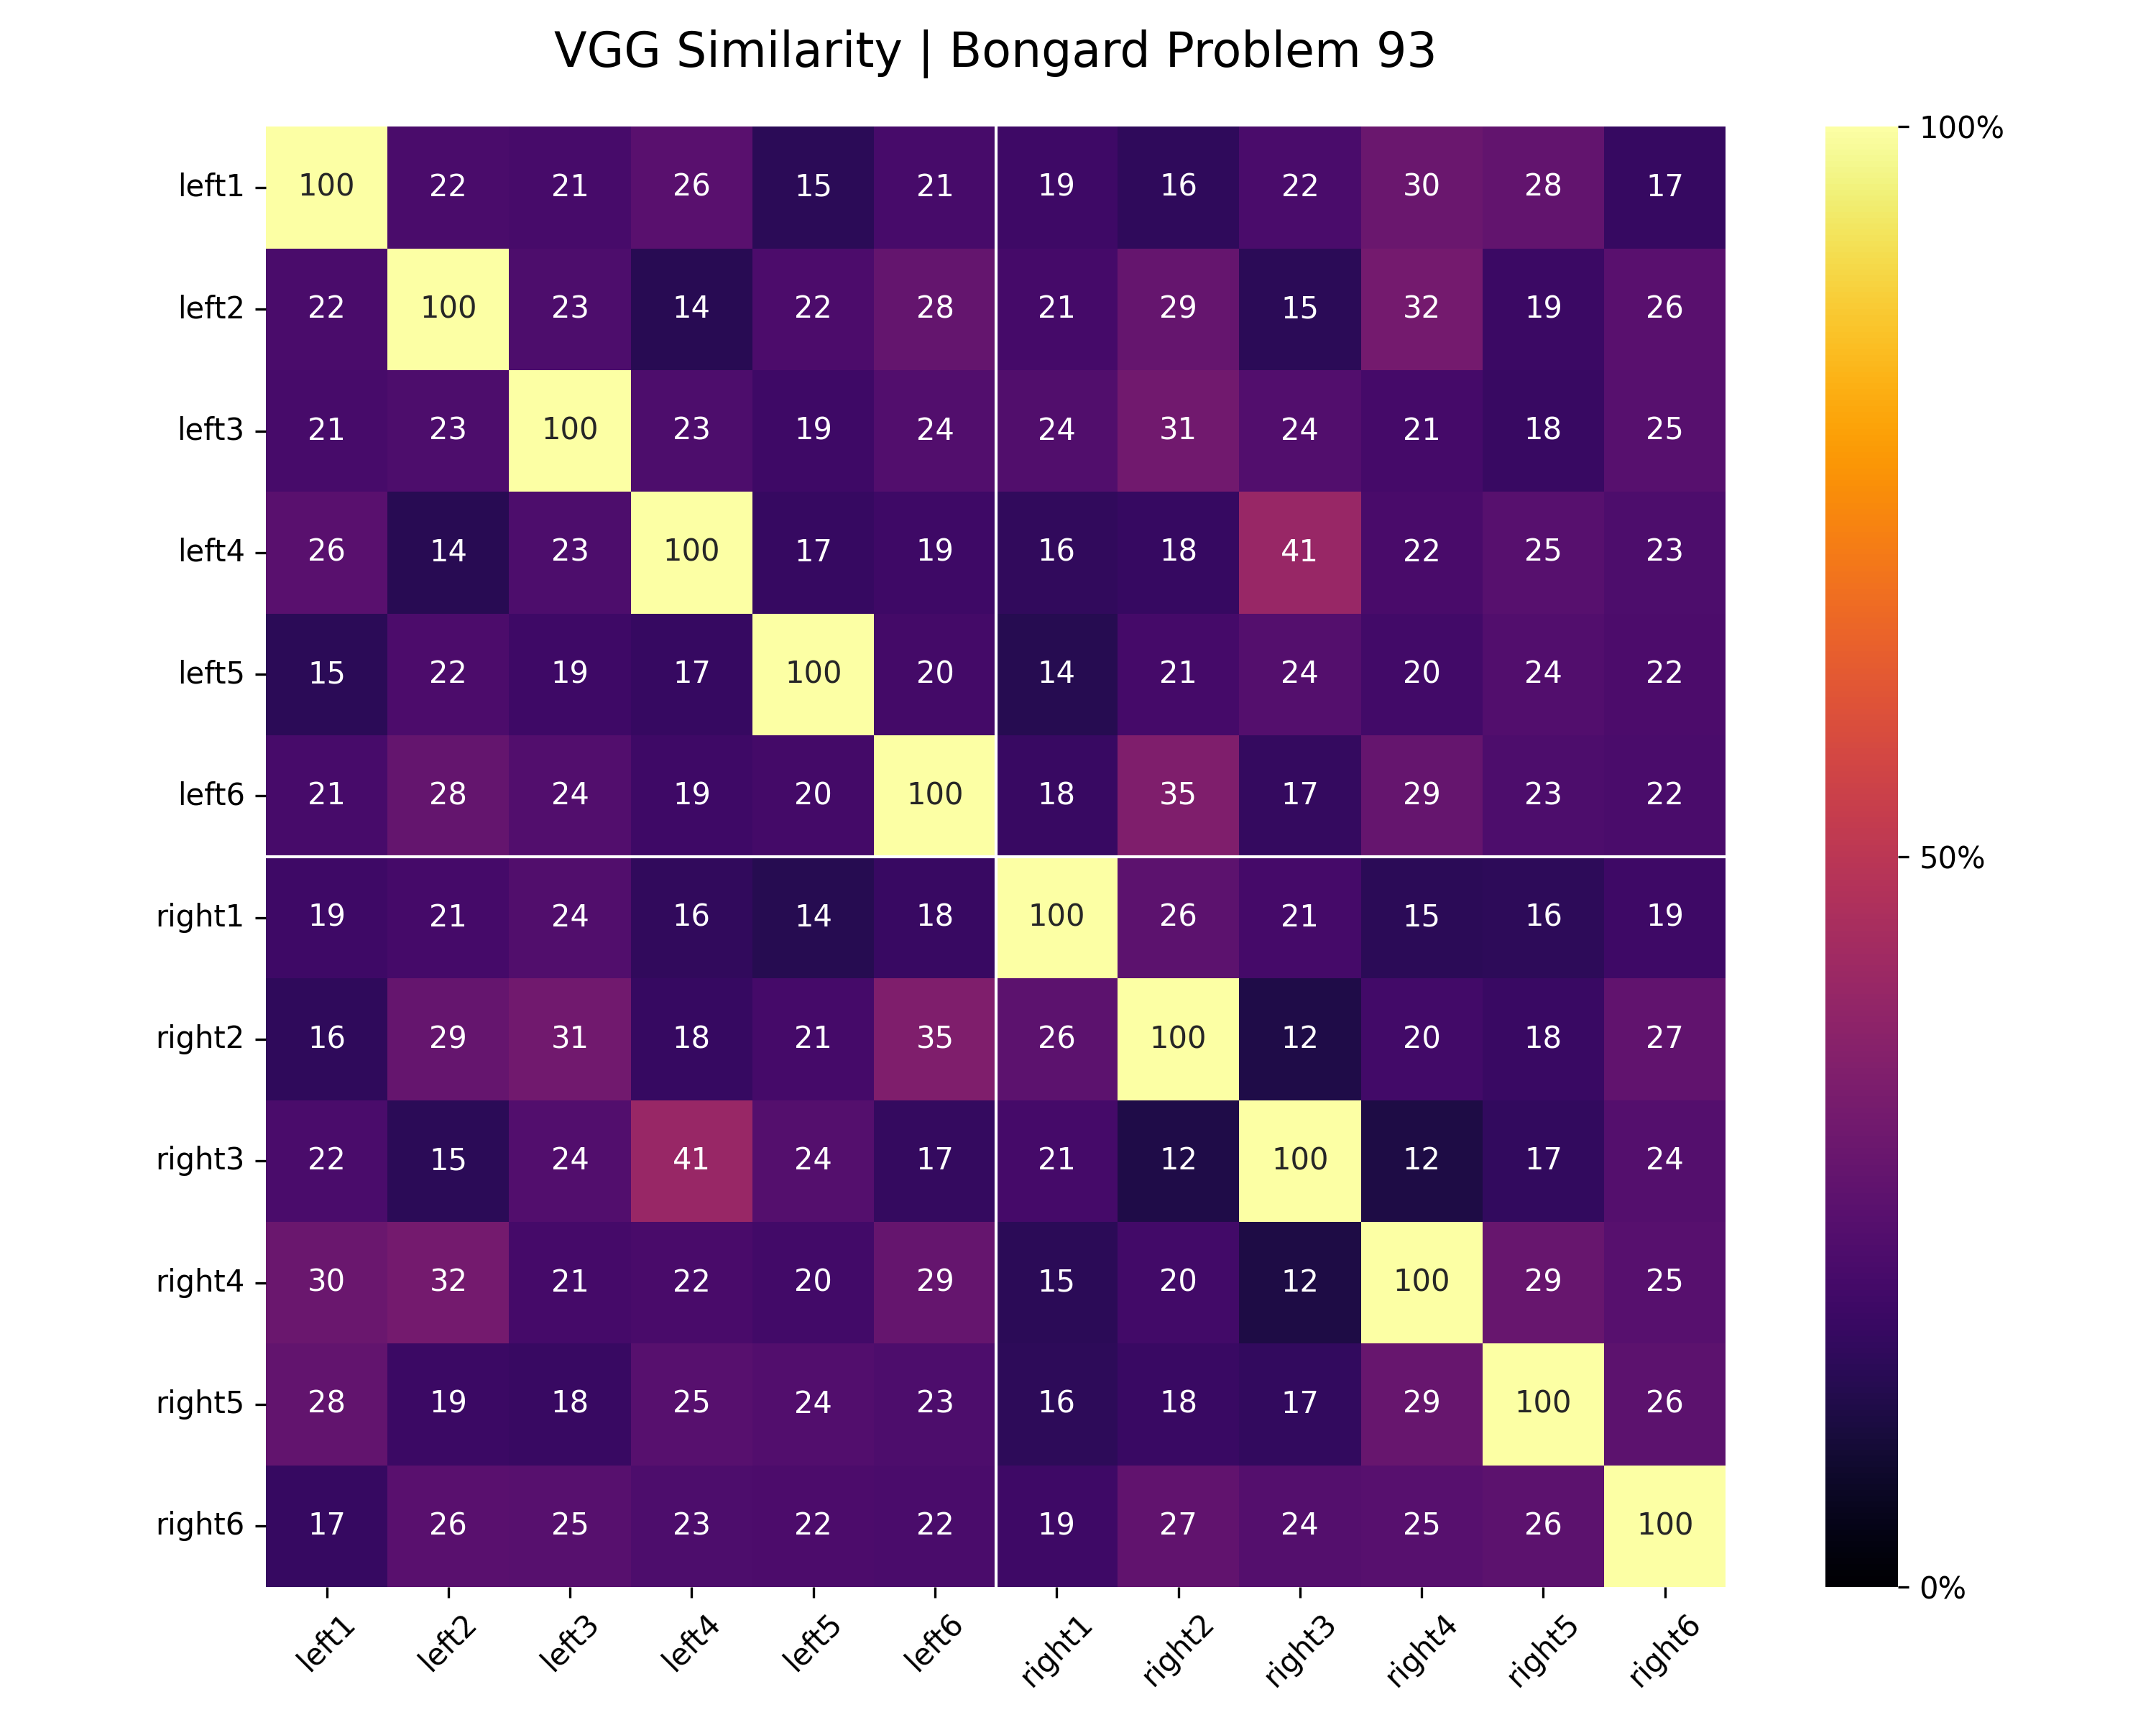 VGG Similarity | Bongard Problem 93
left1 100 22 21 26 15 21 19 16 22 30 28 17
left2 22 100 23 14 22 28 21 29 15 32 19 26
left3 21 23 100 23 19 24 24 31 24 21 18 25
left4 26 14 23 100 17 19 16 18 41 22 25 23
left5 15 22 19 17 100 20 14 21 24 20 24 22
left6 21 28 24 19 20 100 18 35 17 29 23 22
right1 19 21 24 16 14 18 100 26 21 15 16 19
right2 16 29 31 18 21 35 26 100 12 20 18 27
right3 22 15 24 41 24 17 21 12 100 12 17 24
right4 30 32 21 22 20 29 15 20 12 100 29 25
right5 28 19 18 25 24 23 16 18 17 29 100 26
right6 17 26 25 23 22 22 19 27 24 25 26 100
left1 left2 left3 left4 left5 left6 right1 right2 right3 right4 right5 right6
100%
50%
0%